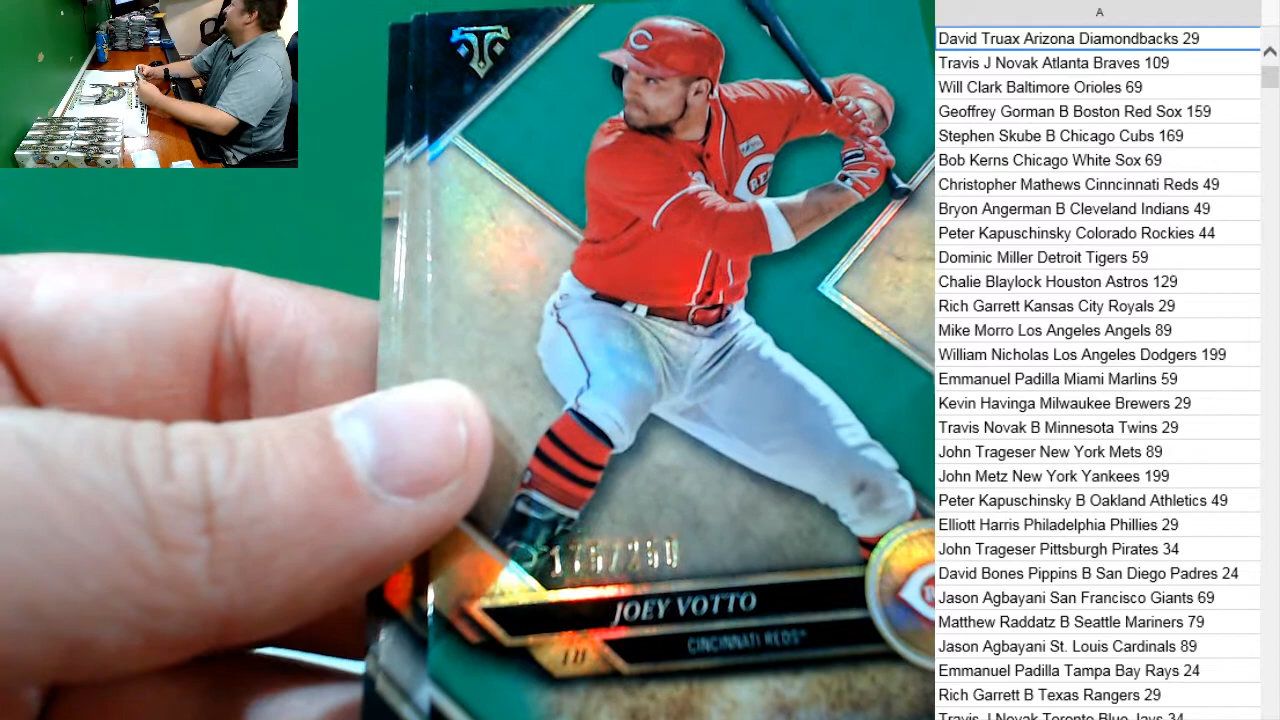 A
David Truax Arizona Diamondbacks 29
Travis J Novak Atlanta Braves 109
Will Clark Baltimore Orioles 69
Geoffrey Gorman B Boston Red Sox 159
Stephen Skube B Chicago Cubs 169
Bob Kerns Chicago White Sox 69
Christopher Mathews Cinncinnati Reds 49
Bryon Angerman B Cleveland Indians 49
Peter Kapuschinsky Colorado Rockies 44
Dominic Miller Detroit Tigers 59
Chalie Blaylock Houston Astros 129
Rich Garrett Kansas City Royals 29
Mike Morro Los Angeles Angels 89
William Nicholas Los Angeles Dodgers 199
Emmanuel Padilla Miami Marlins 59
Kevin Havinga Milwaukee Brewers 29
Travis Novak B Minnesota Twins 29
John Trageser New York Mets 89
John Metz New York Yankees 199
Peter Kapuschinsky B Oakland Athletics 49
Elliott Harris Philadelphia Phillies 29
John Trageser Pittsburgh Pirates 34
David Bones Pippins B San Diego Padres 24
Jason Agbayani San Francisco Giants 69
Matthew Raddatz B Seattle Mariners 79
Jason Agbayani St. Louis Cardinals 89
Emmanuel Padilla Tampa Bay Rays 24
Rich Garrett B Texas Rangers 29
Travis J Novak Toronto Blue Jays 34
JOEY VOTTO
CINCINNATI REDS
1B